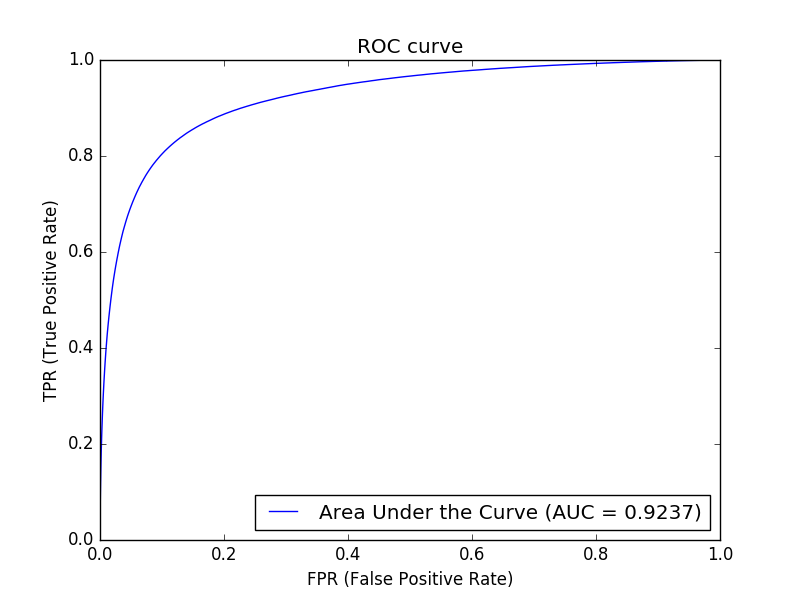 ROC curve
1.0
0.8
0.6
0.4
0.2
0.0
TPR (True Positive Rate)
Area Under the Curve (AUC = 0.9237)
0.0 0.2 0.4 0.6 0.8 1.0
FPR (False Positive Rate)